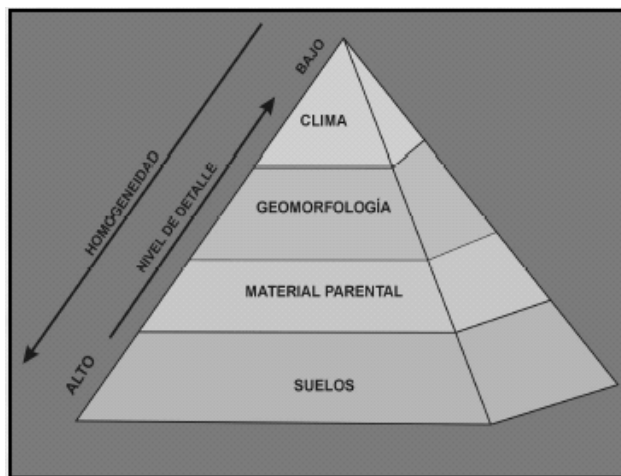 BAJO
CLIMA
HOMOGENEIDAD
NIVEL DE DETALLE
GEOMORFOLOGÍA
MATERIAL PARENTAL
ALTO
SUELOS